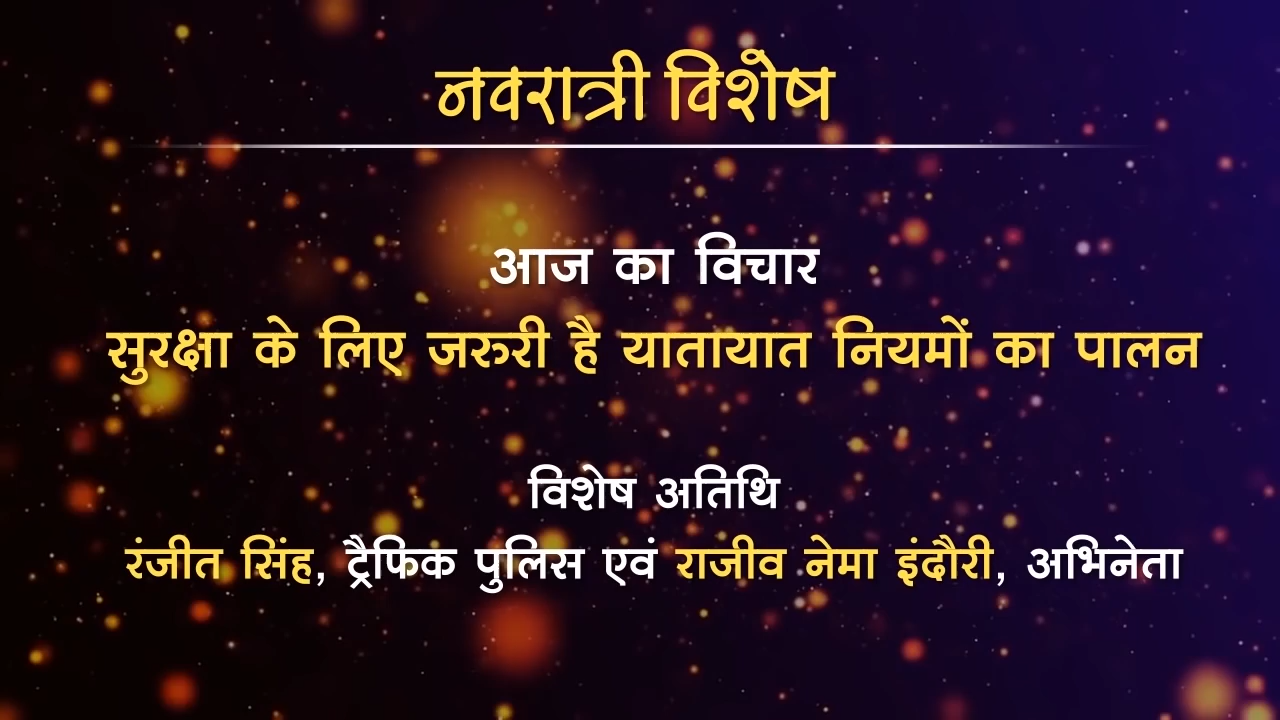 नवरात्री विशेष
आज का विचार
सुरक्षा के लिए जरुरी है यातायात नियमों का पालन
विशेष अतिथि
रंजीत सिंह, ट्रैफिक पुलिस एवं राजीव नेमा इंदौरी, अभिनेता